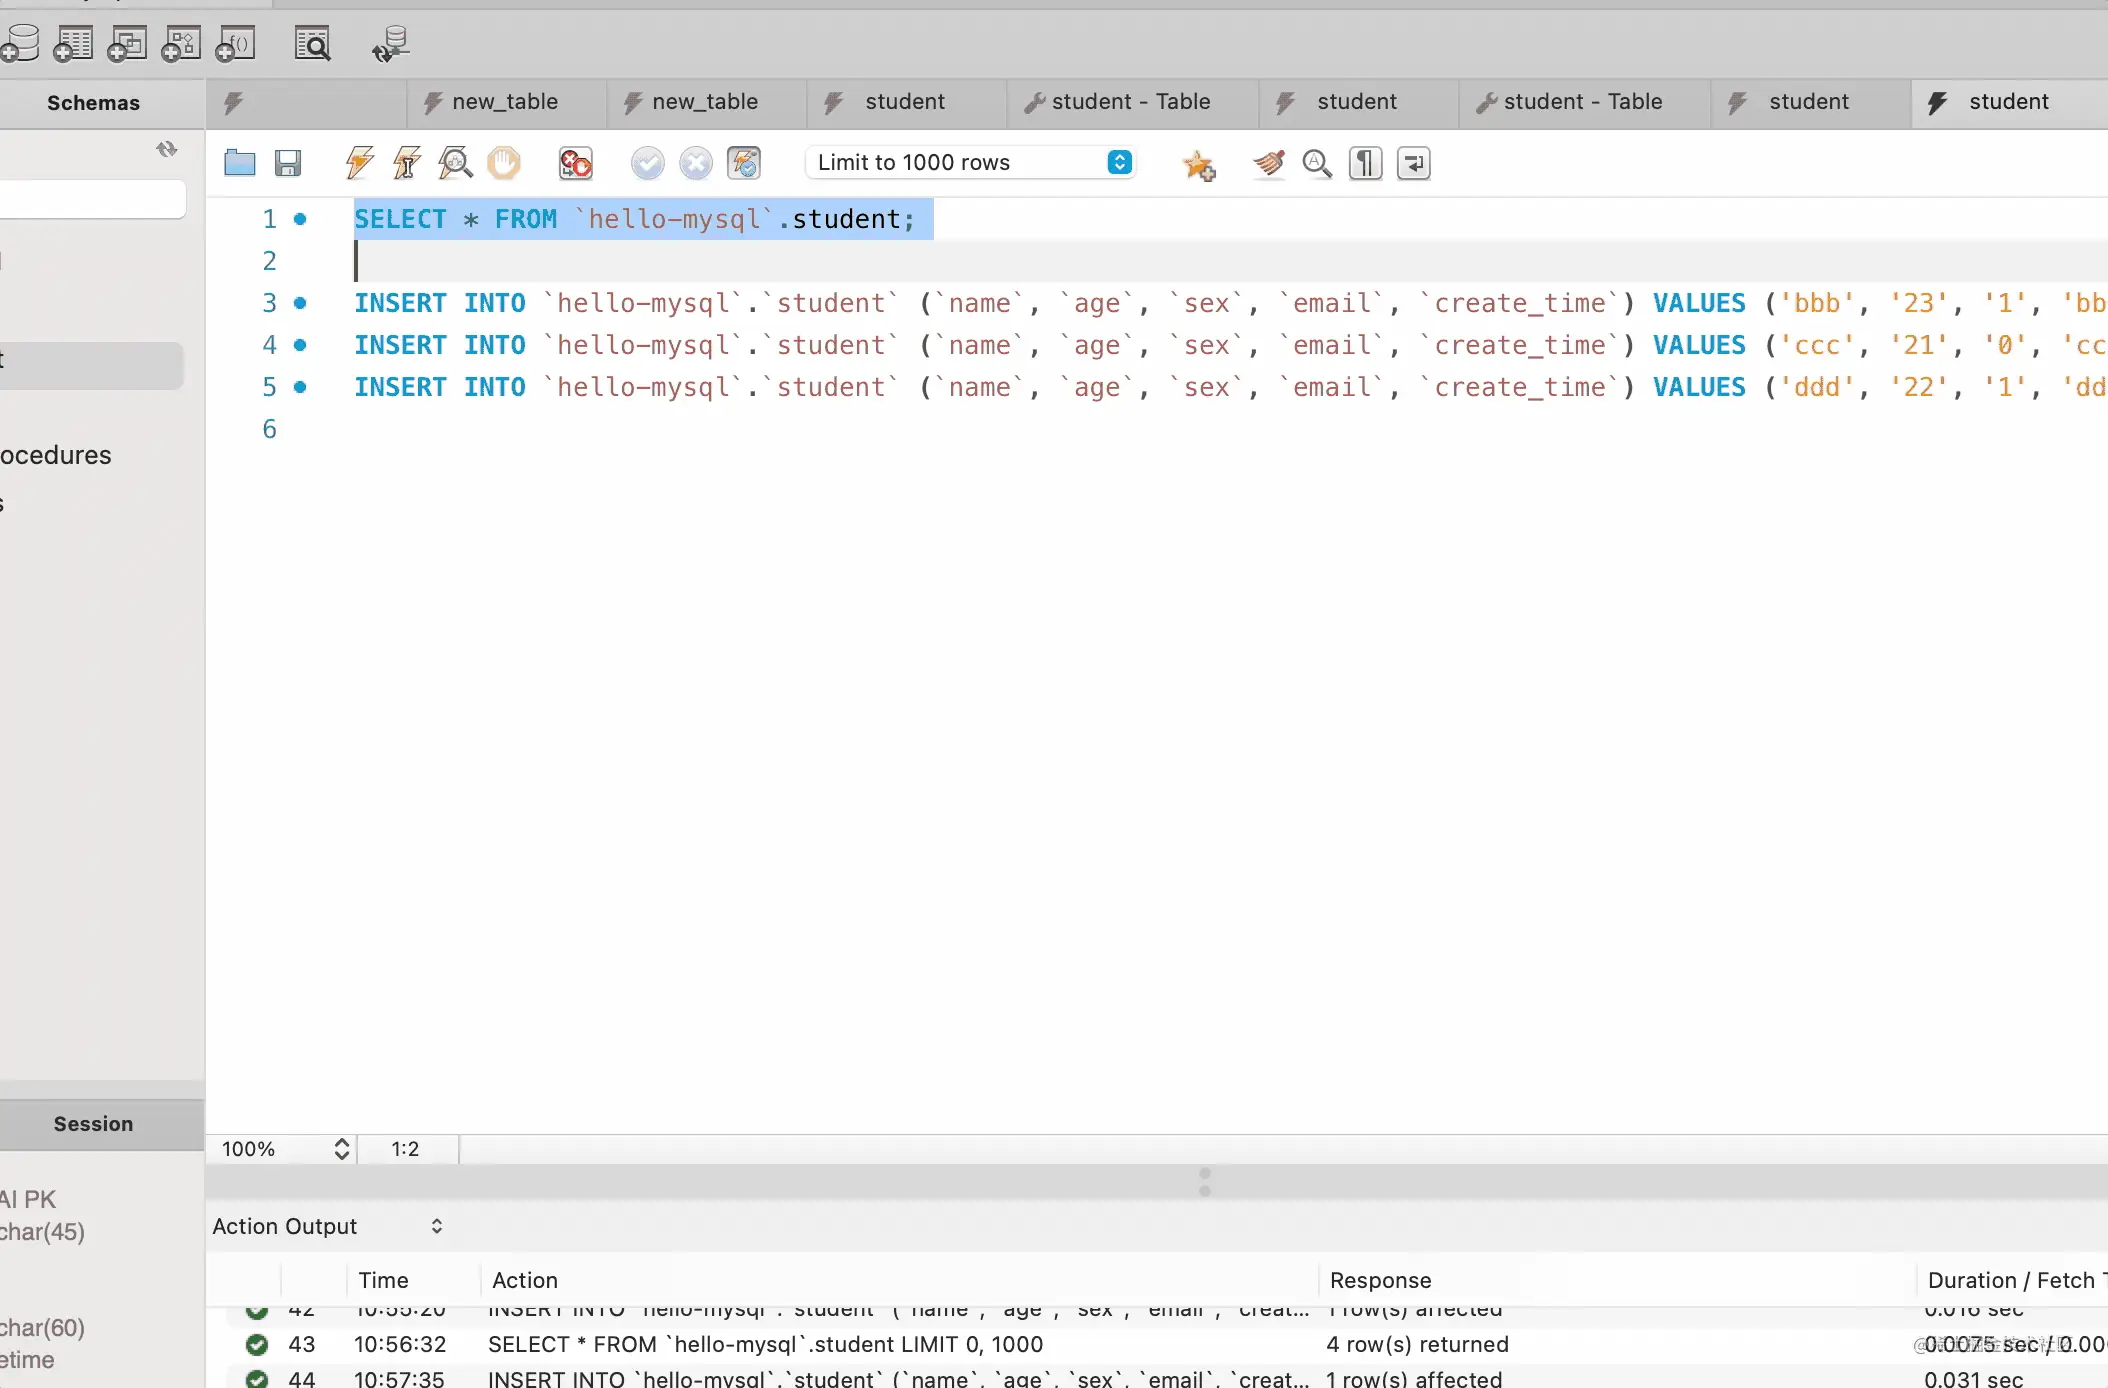 Schemas
new_table
new_table
student
student - Table
student
student - Table
student
student
Limit to 1000 rows
1 SELECT * FROM `hello-mysql`.student;
2
3 INSERT INTO `hello-mysql`.`student` (`name`, `age`, `sex`, `email`, `create_time`) VALUES ('bbb', '23', '1', 'bb
4 INSERT INTO `hello-mysql`.`student` (`name`, `age`, `sex`, `email`, `create_time`) VALUES ('ccc', '21', '0', 'cc
5 INSERT INTO `hello-mysql`.`student` (`name`, `age`, `sex`, `email`, `create_time`) VALUES ('ddd', '22', '1', 'dd
6
t
ocedures
s
Session
AI PK
char(45)
char(60)
etime
100% 1:2
Action Output
Time Action Response Duration / Fetch T
42 10:55:20 INSERT INTO `hello-mysql`.`student` (`name`, `age`, `sex`, `email`, `creat... 1 row(s) affected 0.016 sec
43 10:56:32 SELECT * FROM `hello-mysql`.student LIMIT 0, 1000 4 row(s) returned 0.0075 sec / 0.00
44 10:57:35 INSERT INTO `hello-mysql`.`student` (`name`, `age`, `sex`, `email`, `creat... 1 row(s) affected 0.031 sec